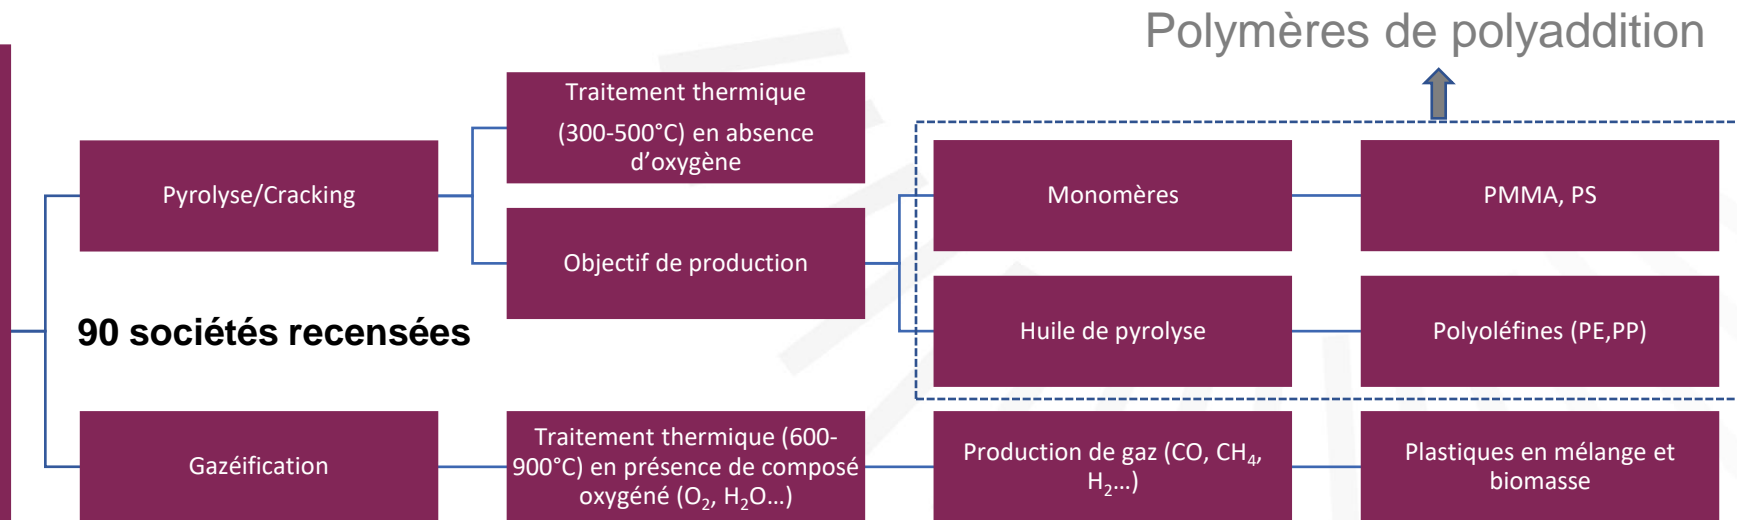 Polymères de polyaddition
Traitement thermique
(300-500°C) en absence
d’oxygène
Pyrolyse/Cracking
Monomères
PMMA, PS
Objectif de production
90 sociétés recensées
Huile de pyrolyse
Polyoléfines (PE,PP)
Gazéification
Traitement thermique (600-
900°C) en présence de composé
oxygéné (O₂, H₂O…)
Production de gaz (CO, CH₄,
H₂…)
Plastiques en mélange et
biomasse